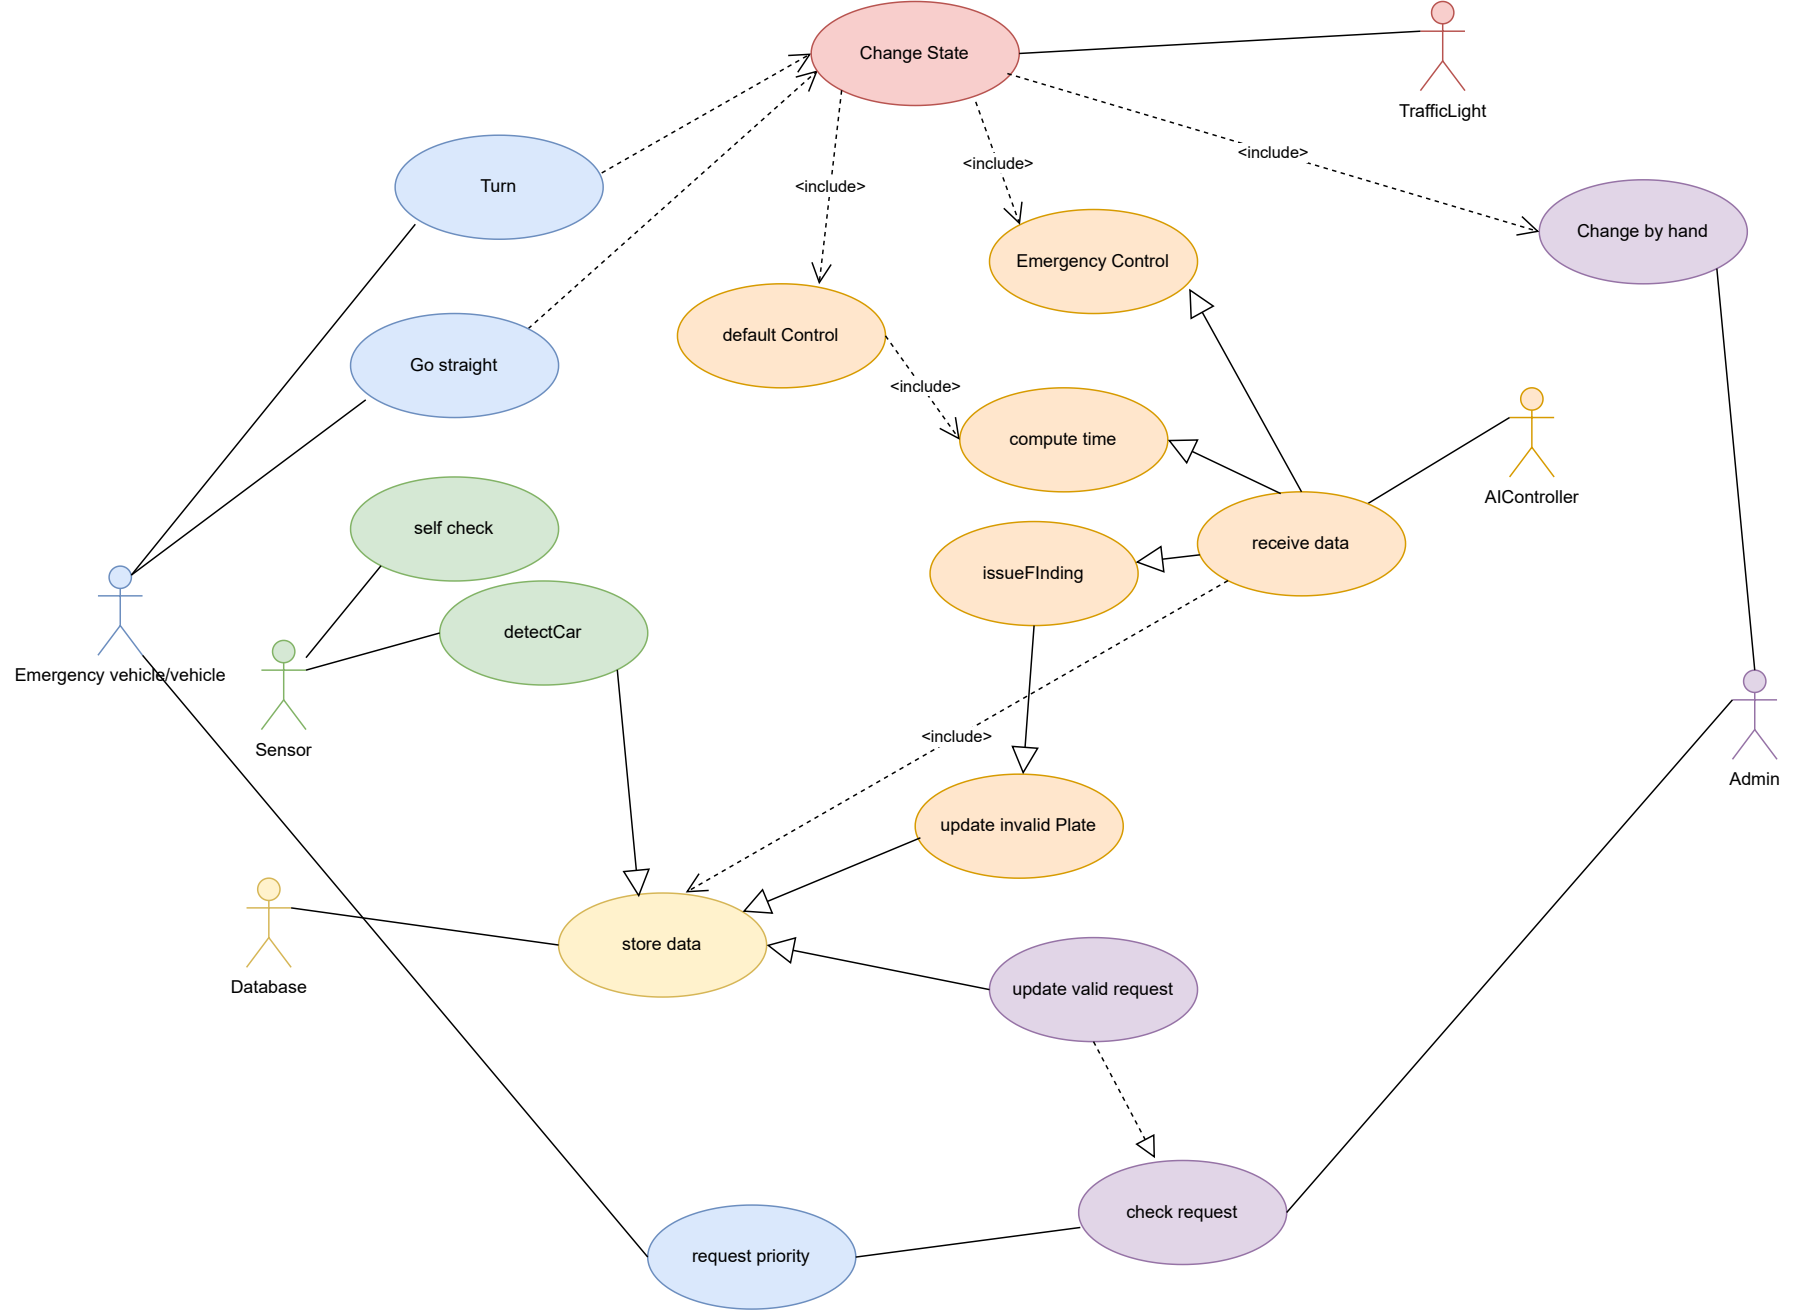 Change State
TrafficLight
<include>
<include>
<include>
Turn
Change by hand
Emergency Control
default Control
Go straight
<include>
compute time
AIController
self check
receive data
issueFInding
detectCar
Emergency vehicle/vehicle
Sensor
<include>
Admin
update invalid Plate
store data
Database
update valid request
check request
request priority